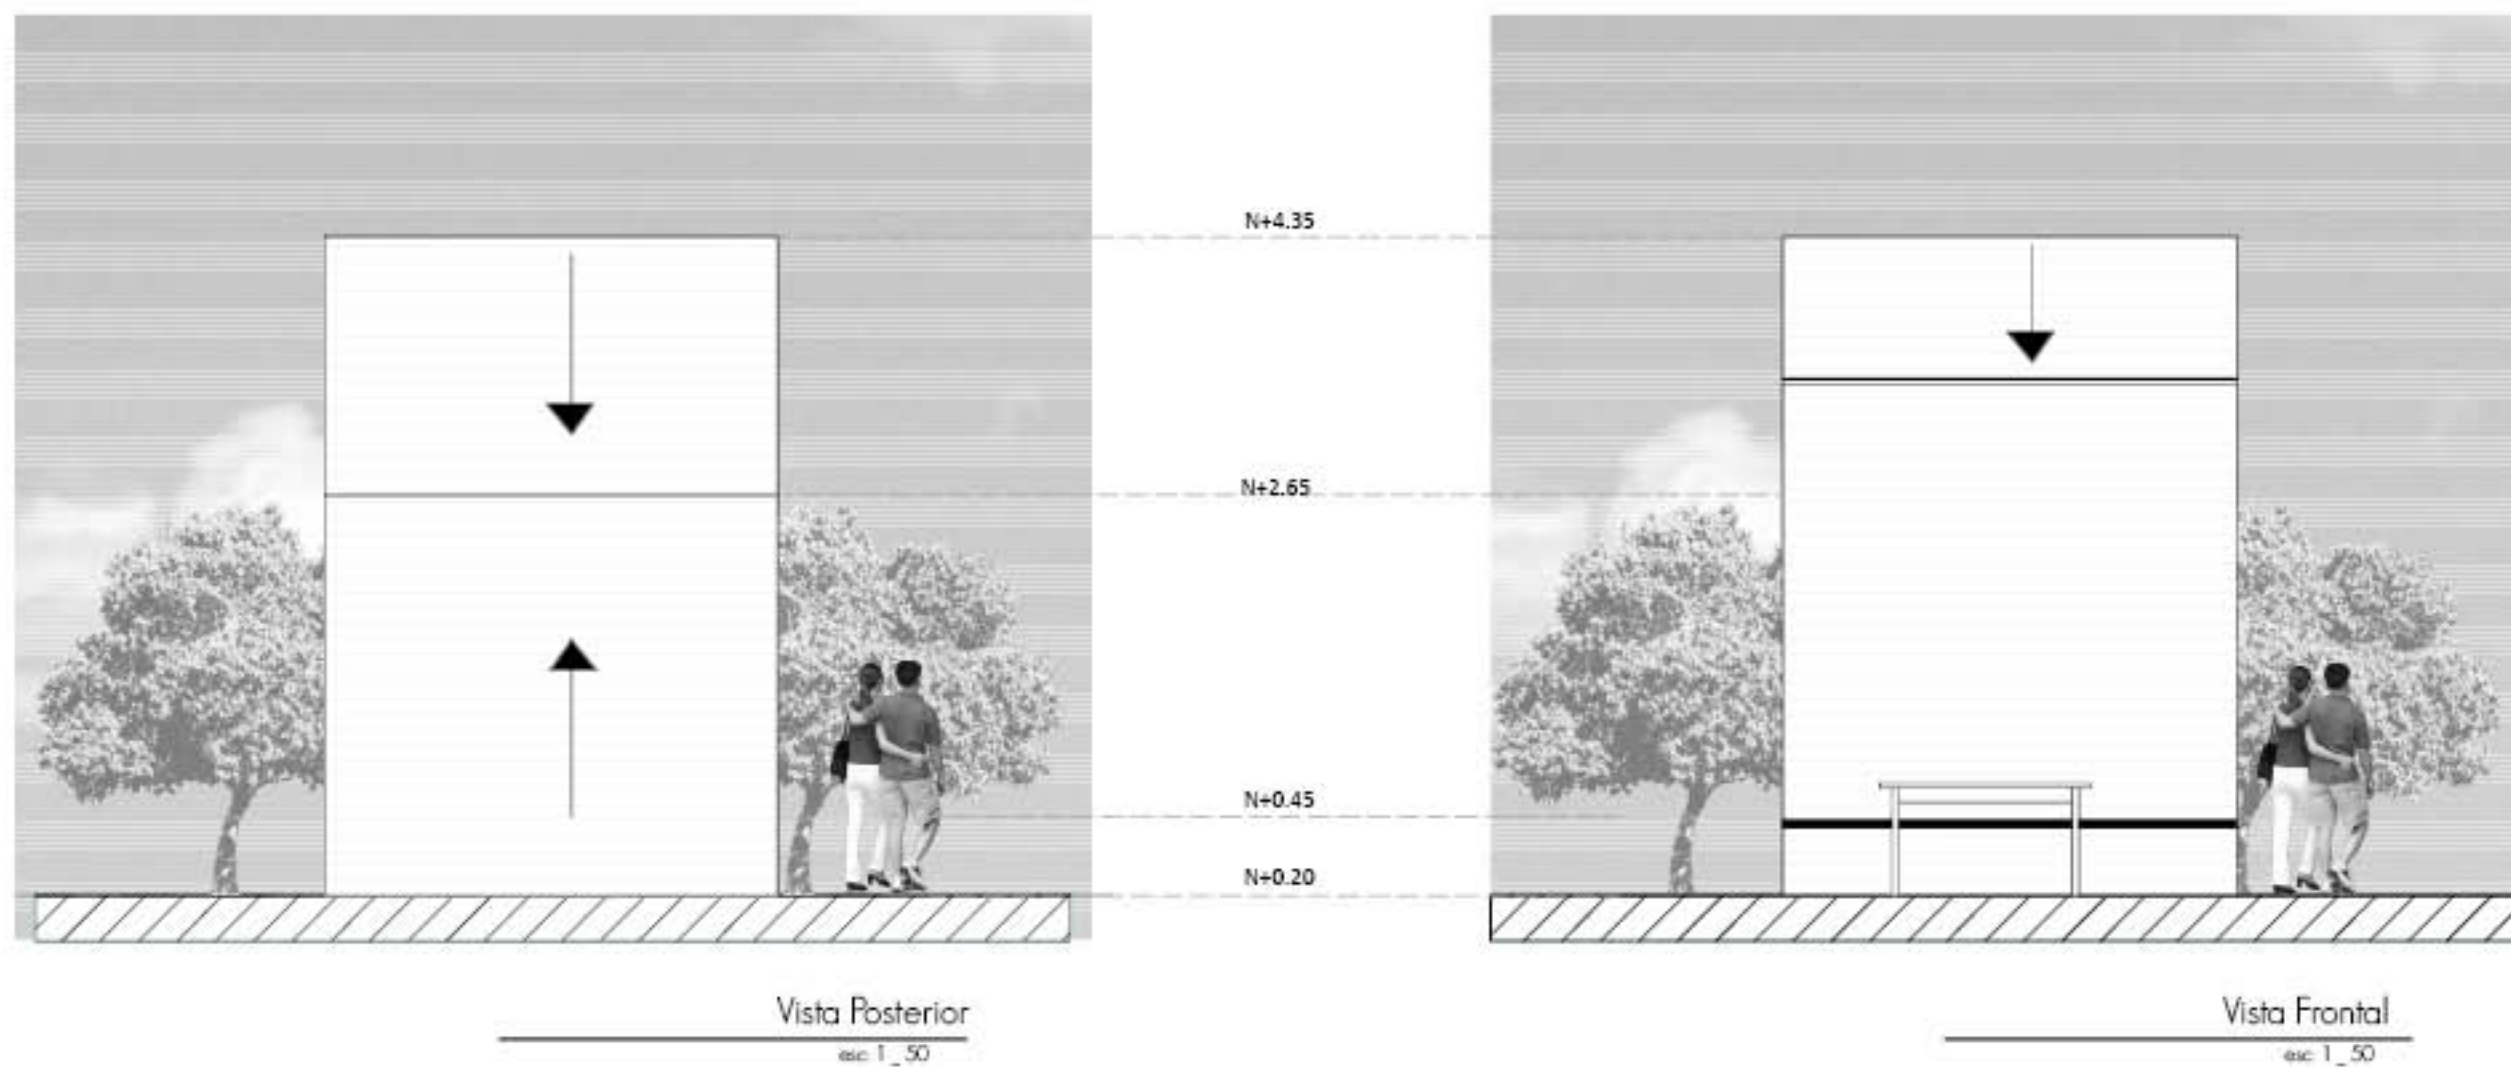 N+4.35
N+2.65
N+0.45
N+0.20
Vista Posterior
esc 1_50
Vista Frontal
esc 1_50